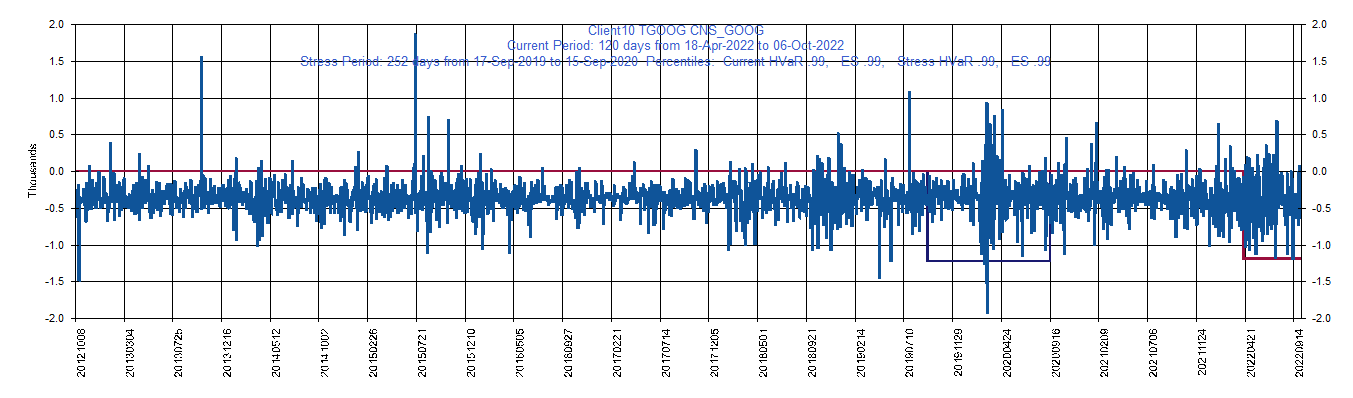 Client10 TGOOG CNS_GOOG
Current Period: 120 days from 18-Apr-2022 to 06-Oct-2022
Stress Period: 252 days from 17-Sep-2019 to 15-Sep-2020 Percentiles: Current HVaR .99, ES .99, Stress HVaR .99, ES .99
2.0 2.0
1.5 1.5
1.0 1.0
0.5 0.5
0.0 0.0
-0.5 -0.5
-1.0 -1.0
-1.5 -1.5
-2.0 -2.0
Thousands
20121008 20130304 20130725 20131216 20140512 20141002 20150226 20150721 20151210 20160505 20160927 20170221 20170714 20171205 20180501 20180921 20190214 20190710 20191129 20200424 20200916 20210209 20210706 20211124 20220421 20220914